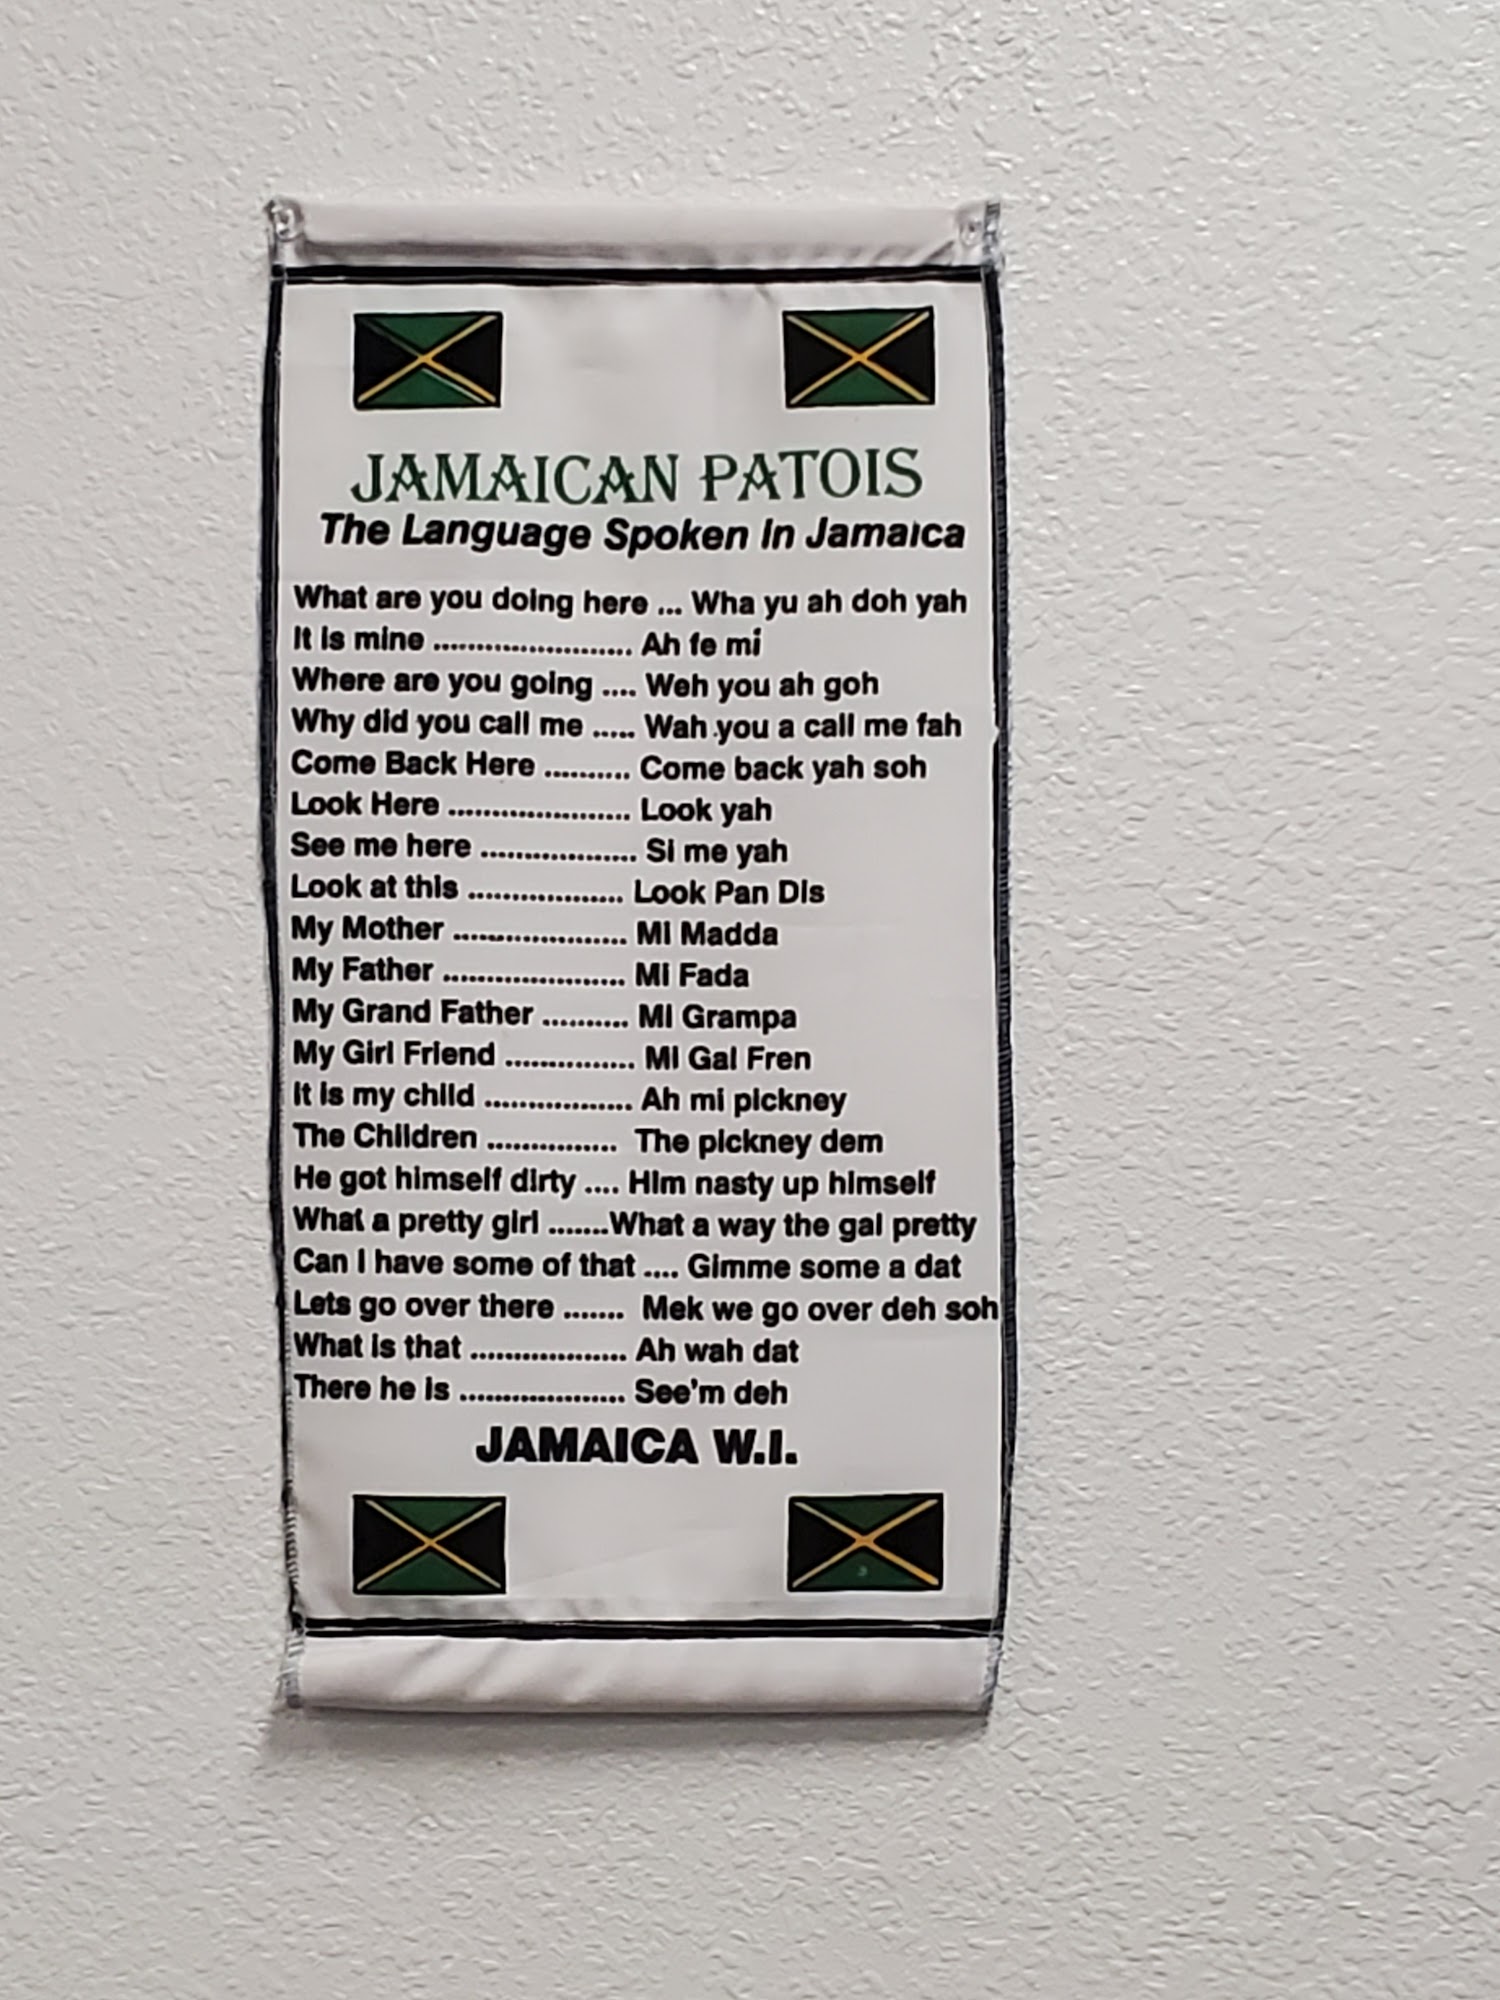 JAMAICAN PATOIS
The Language Spoken In Jamaica
What are you doing here ... Wha yu ah doh yah
It is mine ....................... Ah fe mi
Where are you going .... Weh you ah goh
Why did you call me ..... Wah you a call me fah
Come Back Here .......... Come back yah soh
Look Here ..................... Look yah
See me here .................. Si me yah
Look at this .................. Look Pan Dis
My Mother .................... Mi Madda
My Father ..................... Mi Fada
My Grand Father .......... Mi Grampa
My Girl Friend ............... Mi Gal Fren
It is my child ................. Ah mi pickney
The Children ............... The pickney dem
He got himself dirty .... Him nasty up himself
What a pretty girl .......What a way the gal pretty
Can I have some of that .... Gimme some a dat
Lets go over there ....... Mek we go over deh soh
What is that .................. Ah wah dat
There he is ................... See'm deh
JAMAICA W.I.